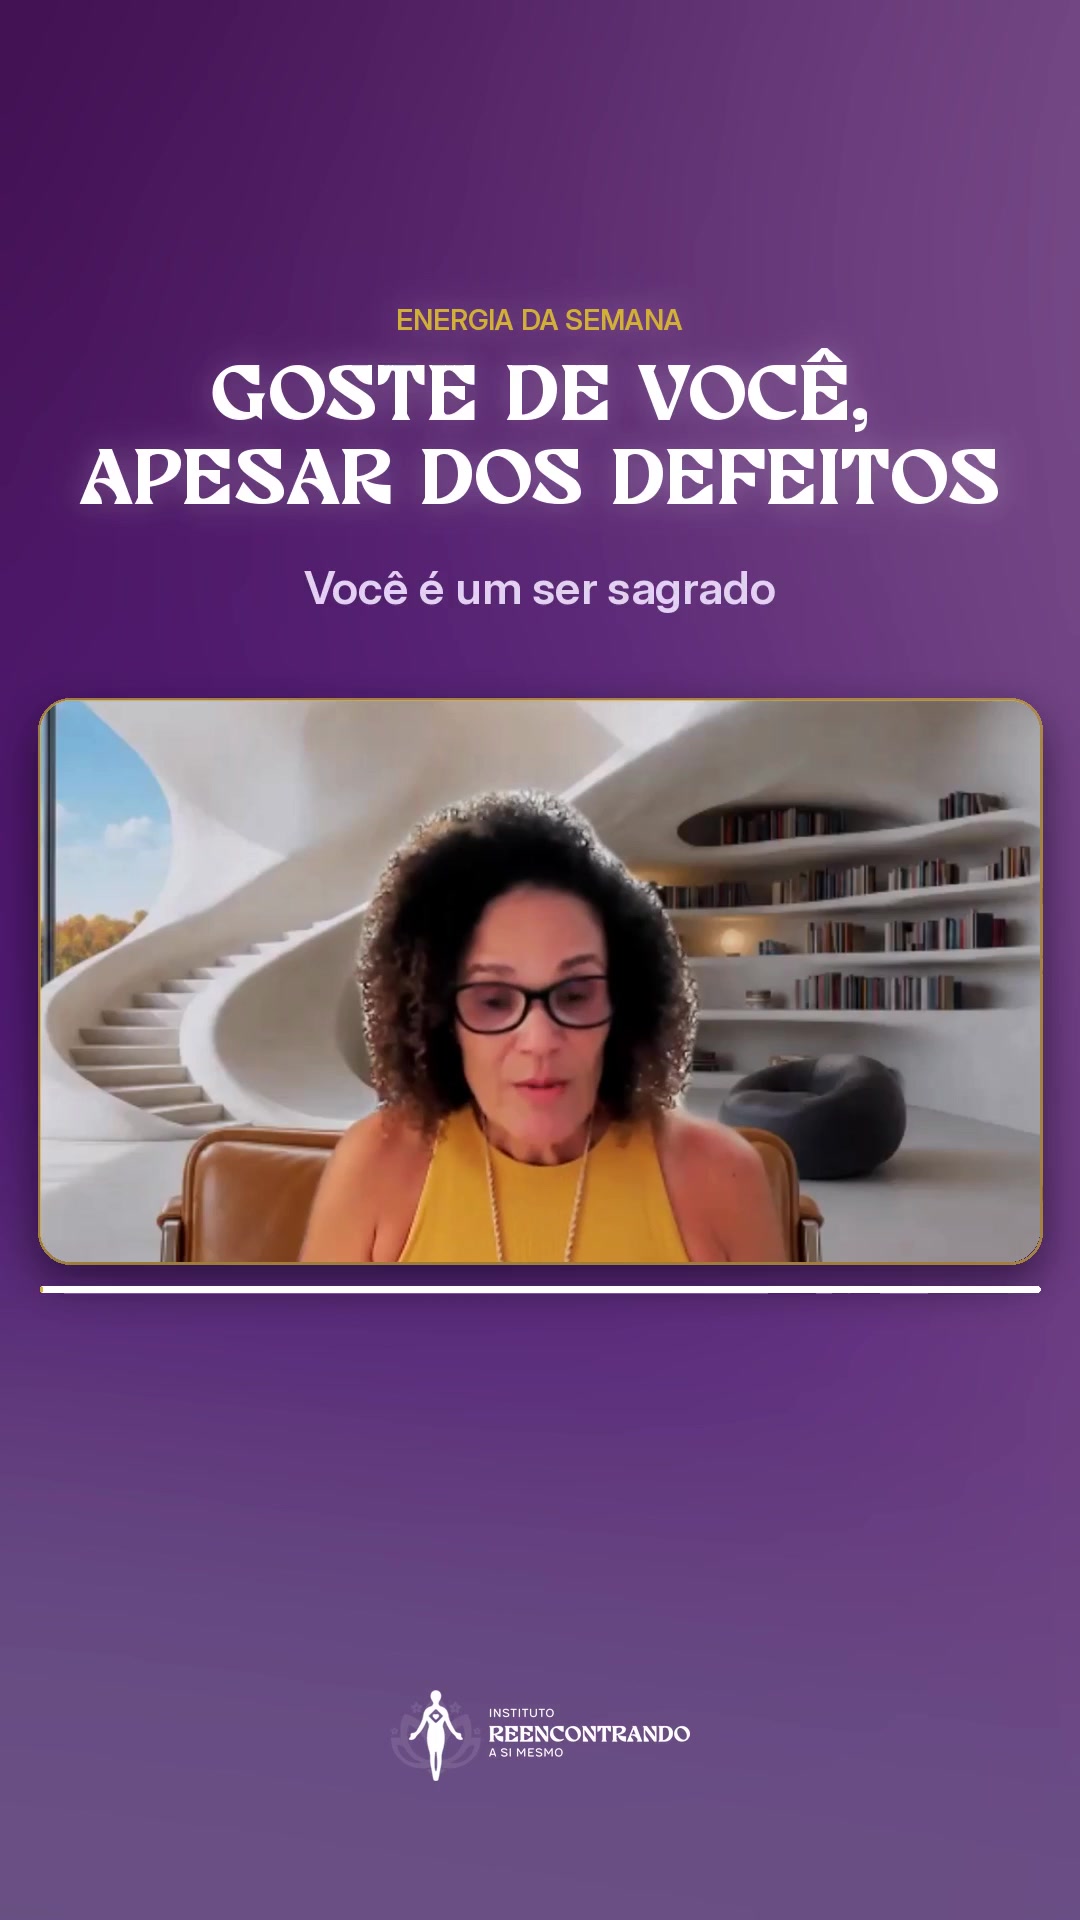 ENERGIA DA SEMANA
GOSTE DE VOCÊ,
APESAR DOS DEFEITOS
Você é um ser sagrado
INSTITUTO
REENCONTRANDO
A SI MESMO